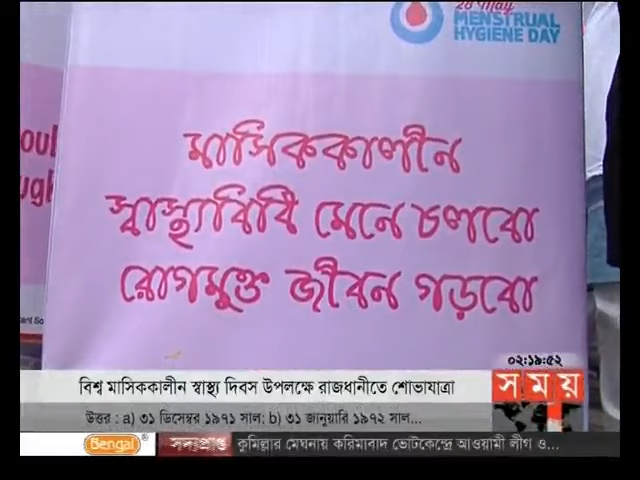 28 May
MENSTRUAL
HYGIENE DAY
মাসিককালীন
স্বাস্থ্যবিধি মেনে চলবো
রোগমুক্ত জীবন গড়বো
০২:১৯:৫২
বিশ্ব মাসিককালীন স্বাস্থ্য দিবস উপলক্ষে রাজধানীতে শোভাযাত্রা
সময়
উত্তর : a) ৩১ ডিসেম্বর ১৯৭১ সাল; b) ৩১ জানুয়ারি ১৯৭২ সাল...
Bengal®
সদ্যপ্রাপ্ত
কুমিল্লার মেঘনায় করিমাবাদ ভোটকেন্দ্রে আওয়ামী লীগ ও...